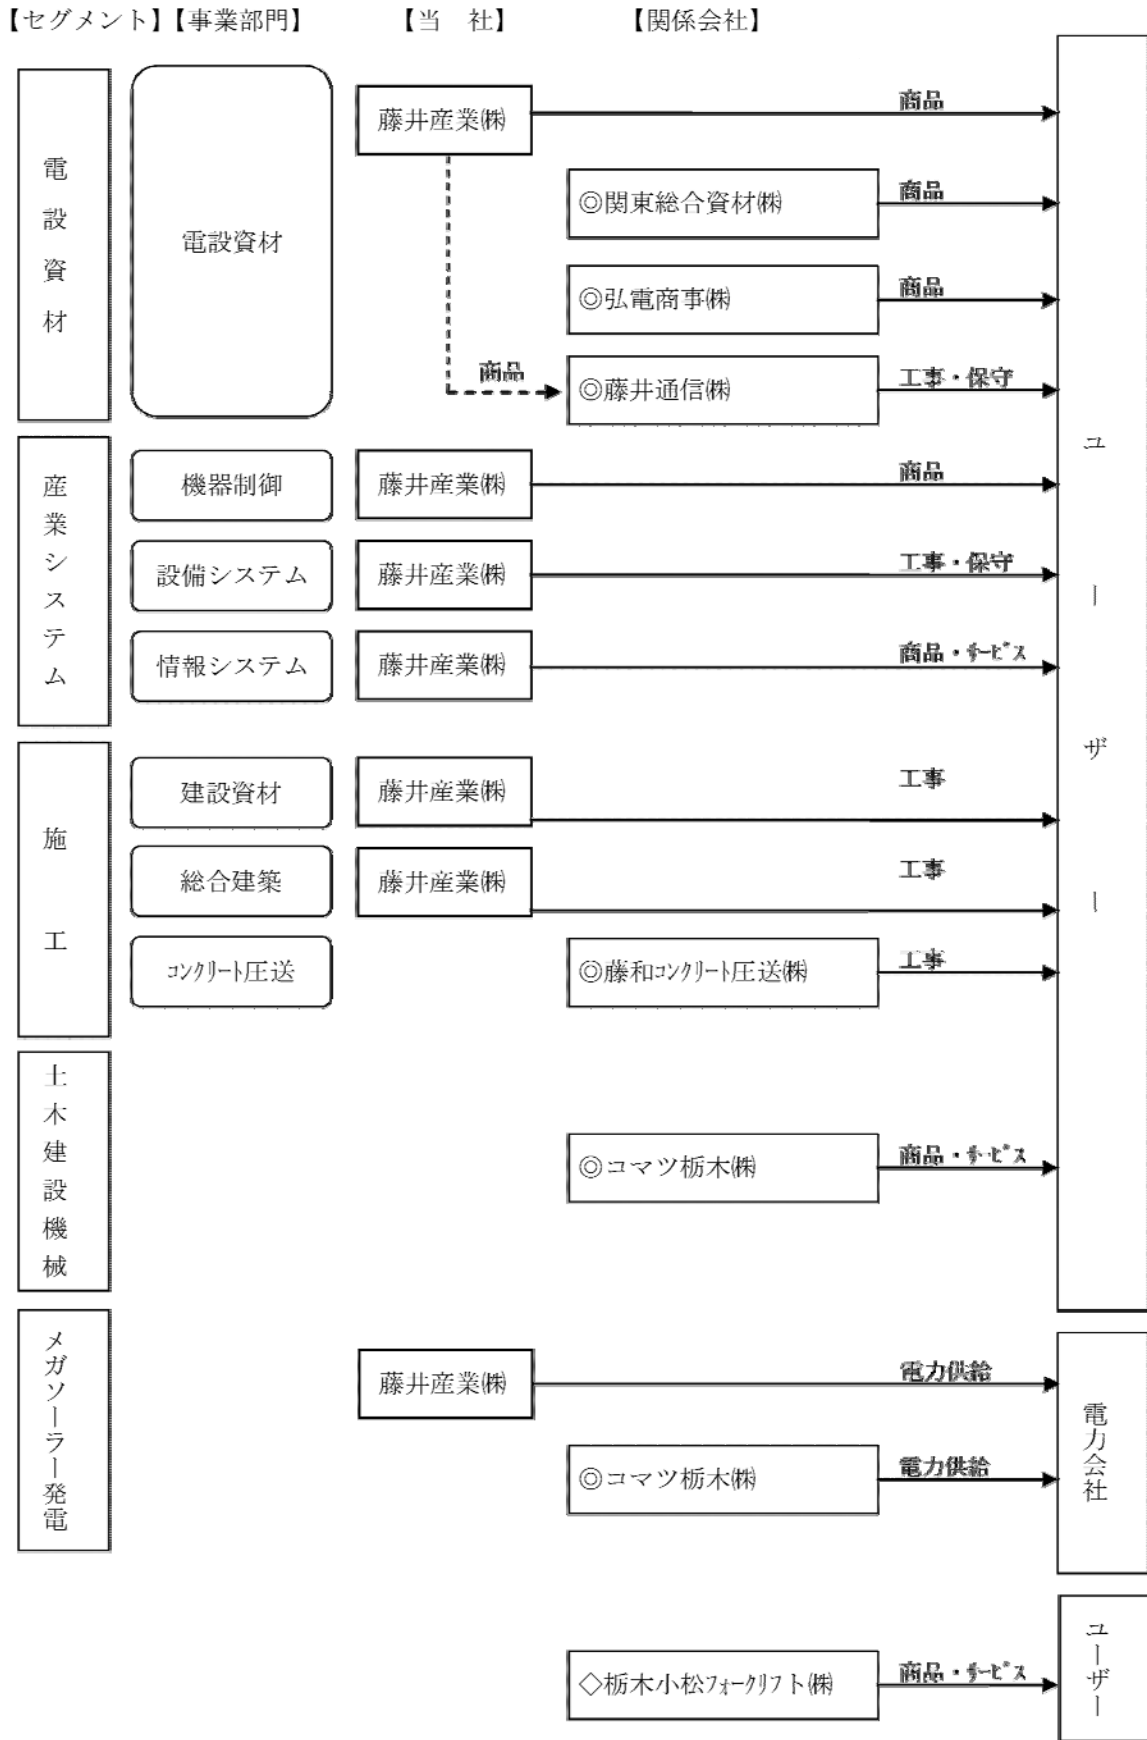 【セグメント】【事業部門】 【当　社】 【関係会社】
電設資材
電設資材
藤井産業㈱
商品
◎関東総合資材㈱
商品
◎弘電商事㈱
商品
商品
◎藤井通信㈱
工事・保守
産業システム
機器制御
藤井産業㈱
商品
設備システム
藤井産業㈱
工事・保守
情報システム
藤井産業㈱
商品・ｻｰﾋﾞｽ
施工
建設資材
藤井産業㈱
工事
総合建築
藤井産業㈱
工事
ｺﾝｸﾘｰﾄ圧送
◎藤和ｺﾝｸﾘｰﾄ圧送㈱
工事
ユーザー
土木建設機械
◎コマツ栃木㈱
商品・ｻｰﾋﾞｽ
メガソーラー発電
藤井産業㈱
電力供給
◎コマツ栃木㈱
電力供給
電力会社
◇栃木小松ﾌｫｰｸﾘﾌﾄ㈱
商品・ｻｰﾋﾞｽ
ユーザー